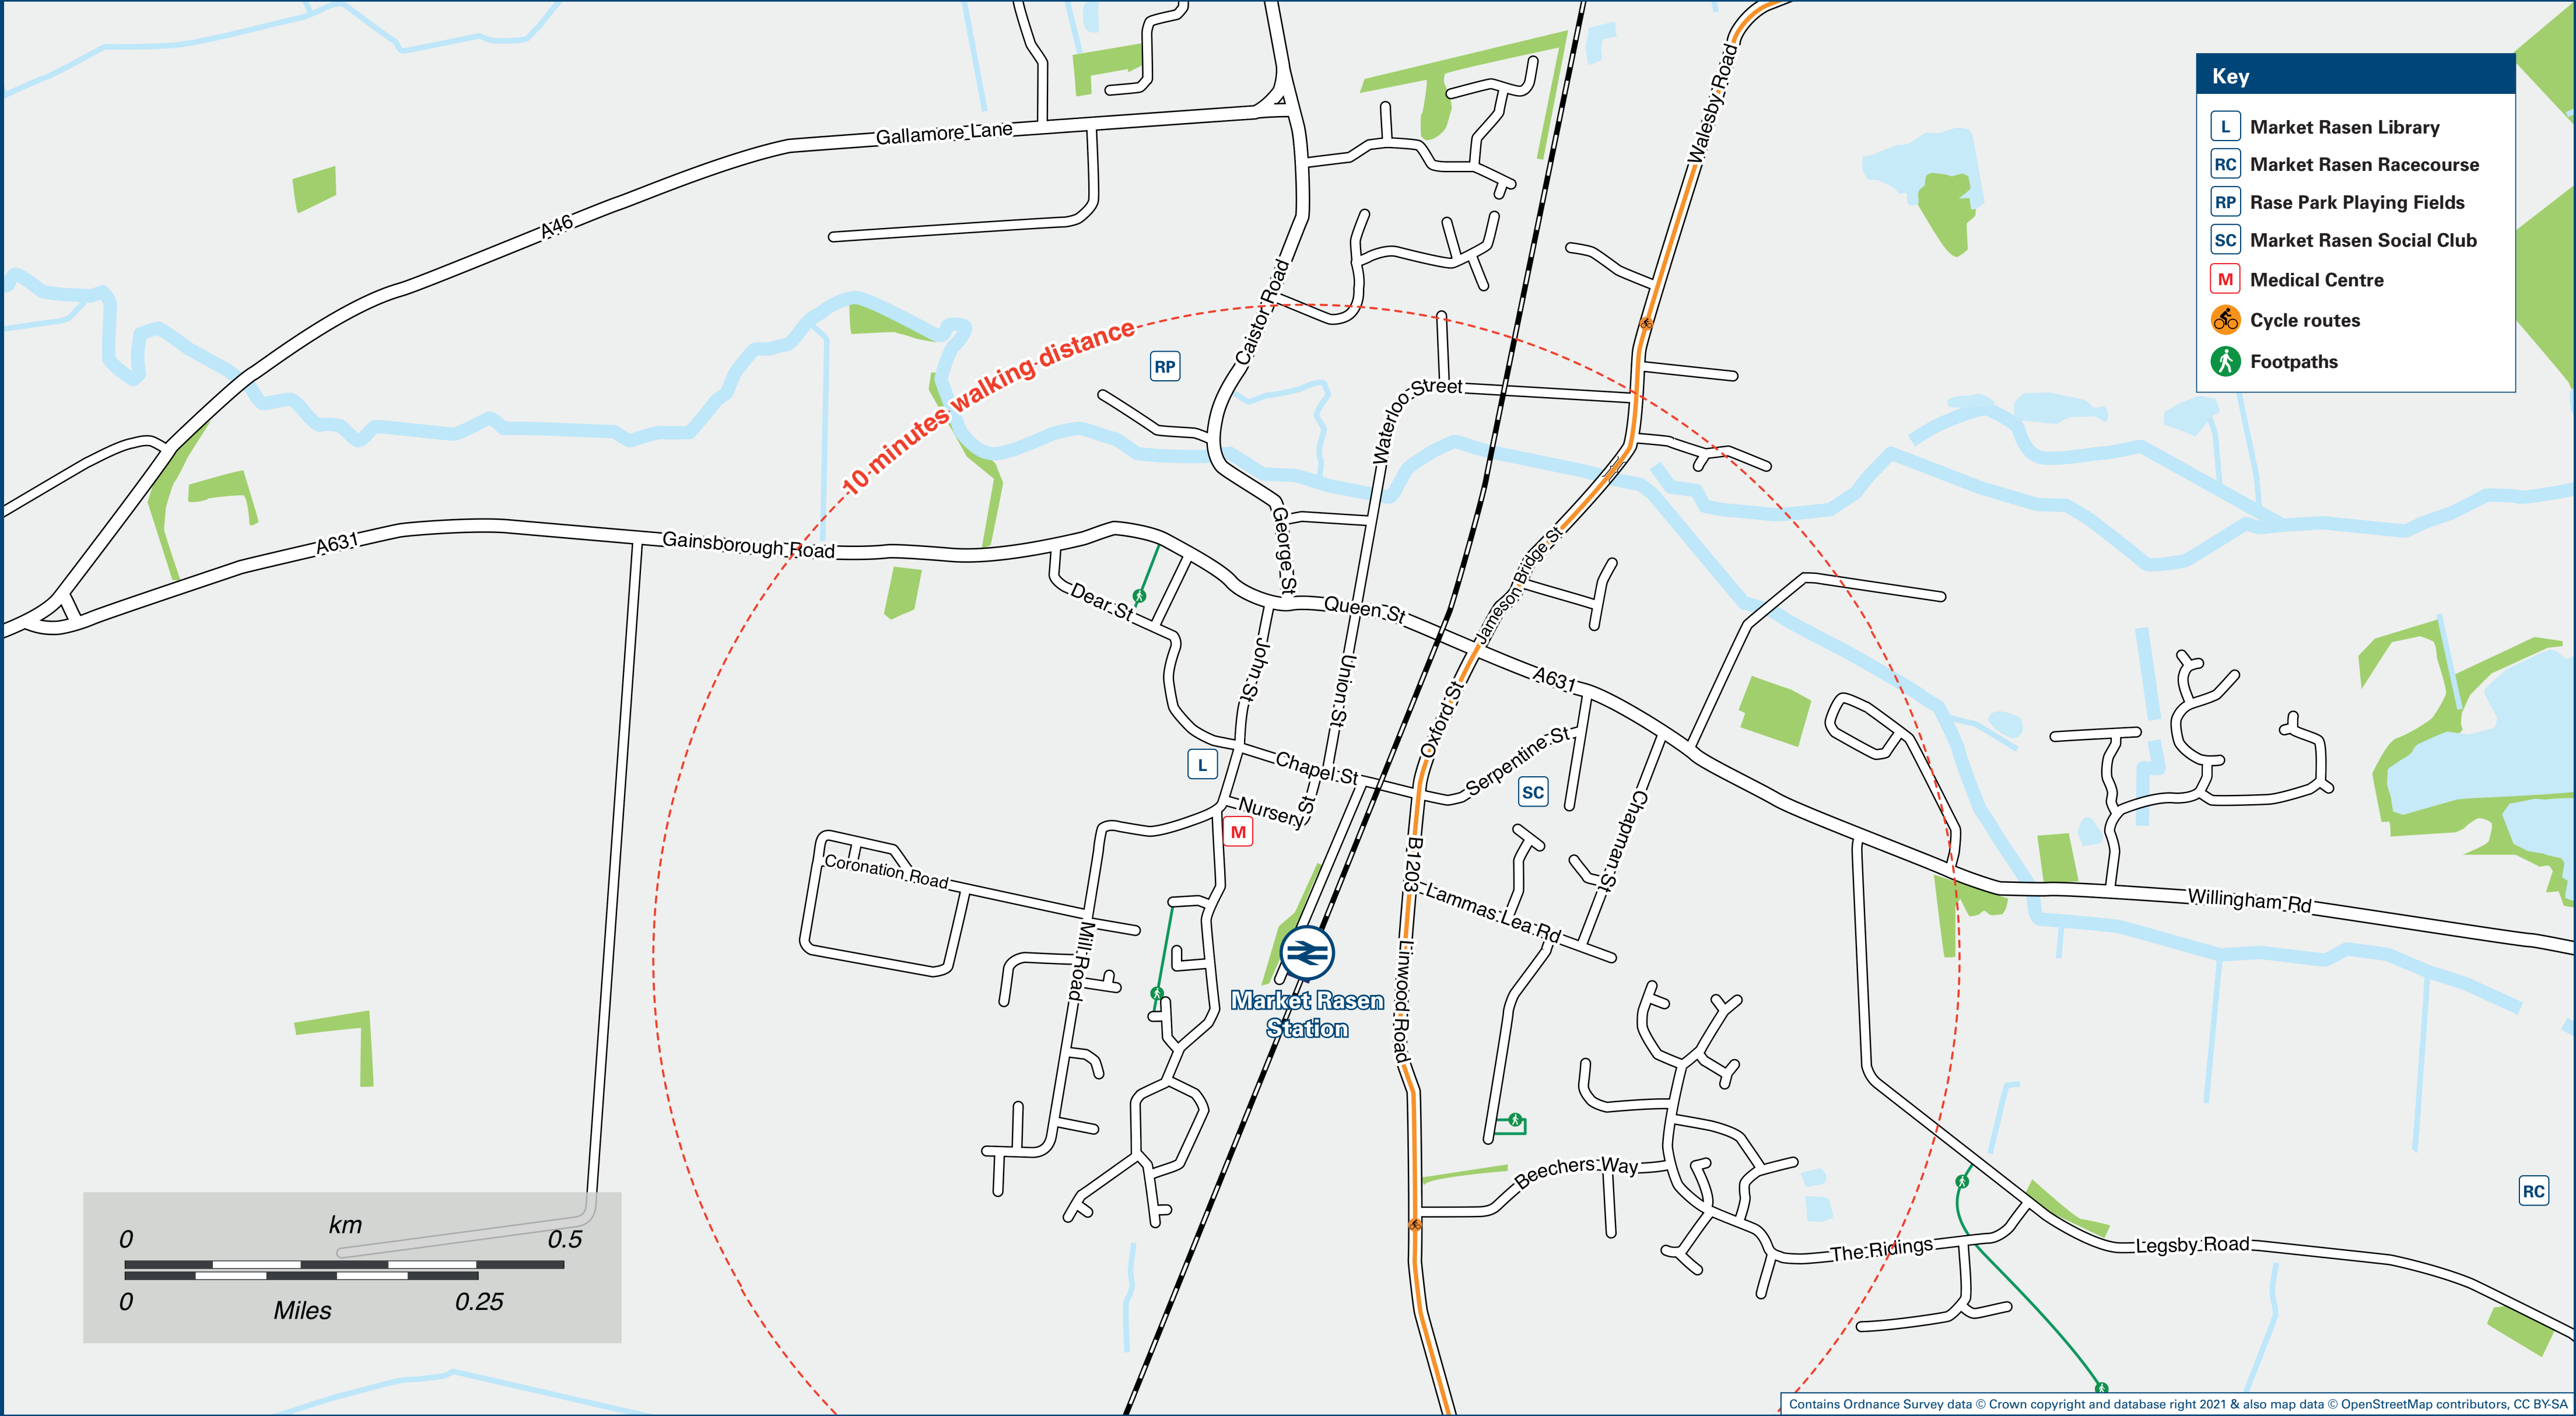 Key
L Market Rasen Library
RC Market Rasen Racecourse
RP Rase Park Playing Fields
SC Market Rasen Social Club
M Medical Centre
Cycle routes
Footpaths
Walesby Road
Gallamore Lane
A46
Caistor Road
10 minutes walking distance
RP
Waterloo Street
A631
Gainsborough Road
George St
Dear St
Queen St
Jameson Bridge St
John St
Union St
Oxford St
A631
Serpentine St
L
Chapel St
SC
Nursery St
M
Chapman St
B1203
Coronation Road
Lammas Lea Rd
Willingham Rd
Mill Road
Linwood Road
Market Rasen
Station
Beechers Way
RC
The Ridings
Legsby Road
km
0 0.5
0 0.25
Miles
Contains Ordnance Survey data © Crown copyright and database right 2021 & also map data © OpenStreetMap contributors, CC BY-SA